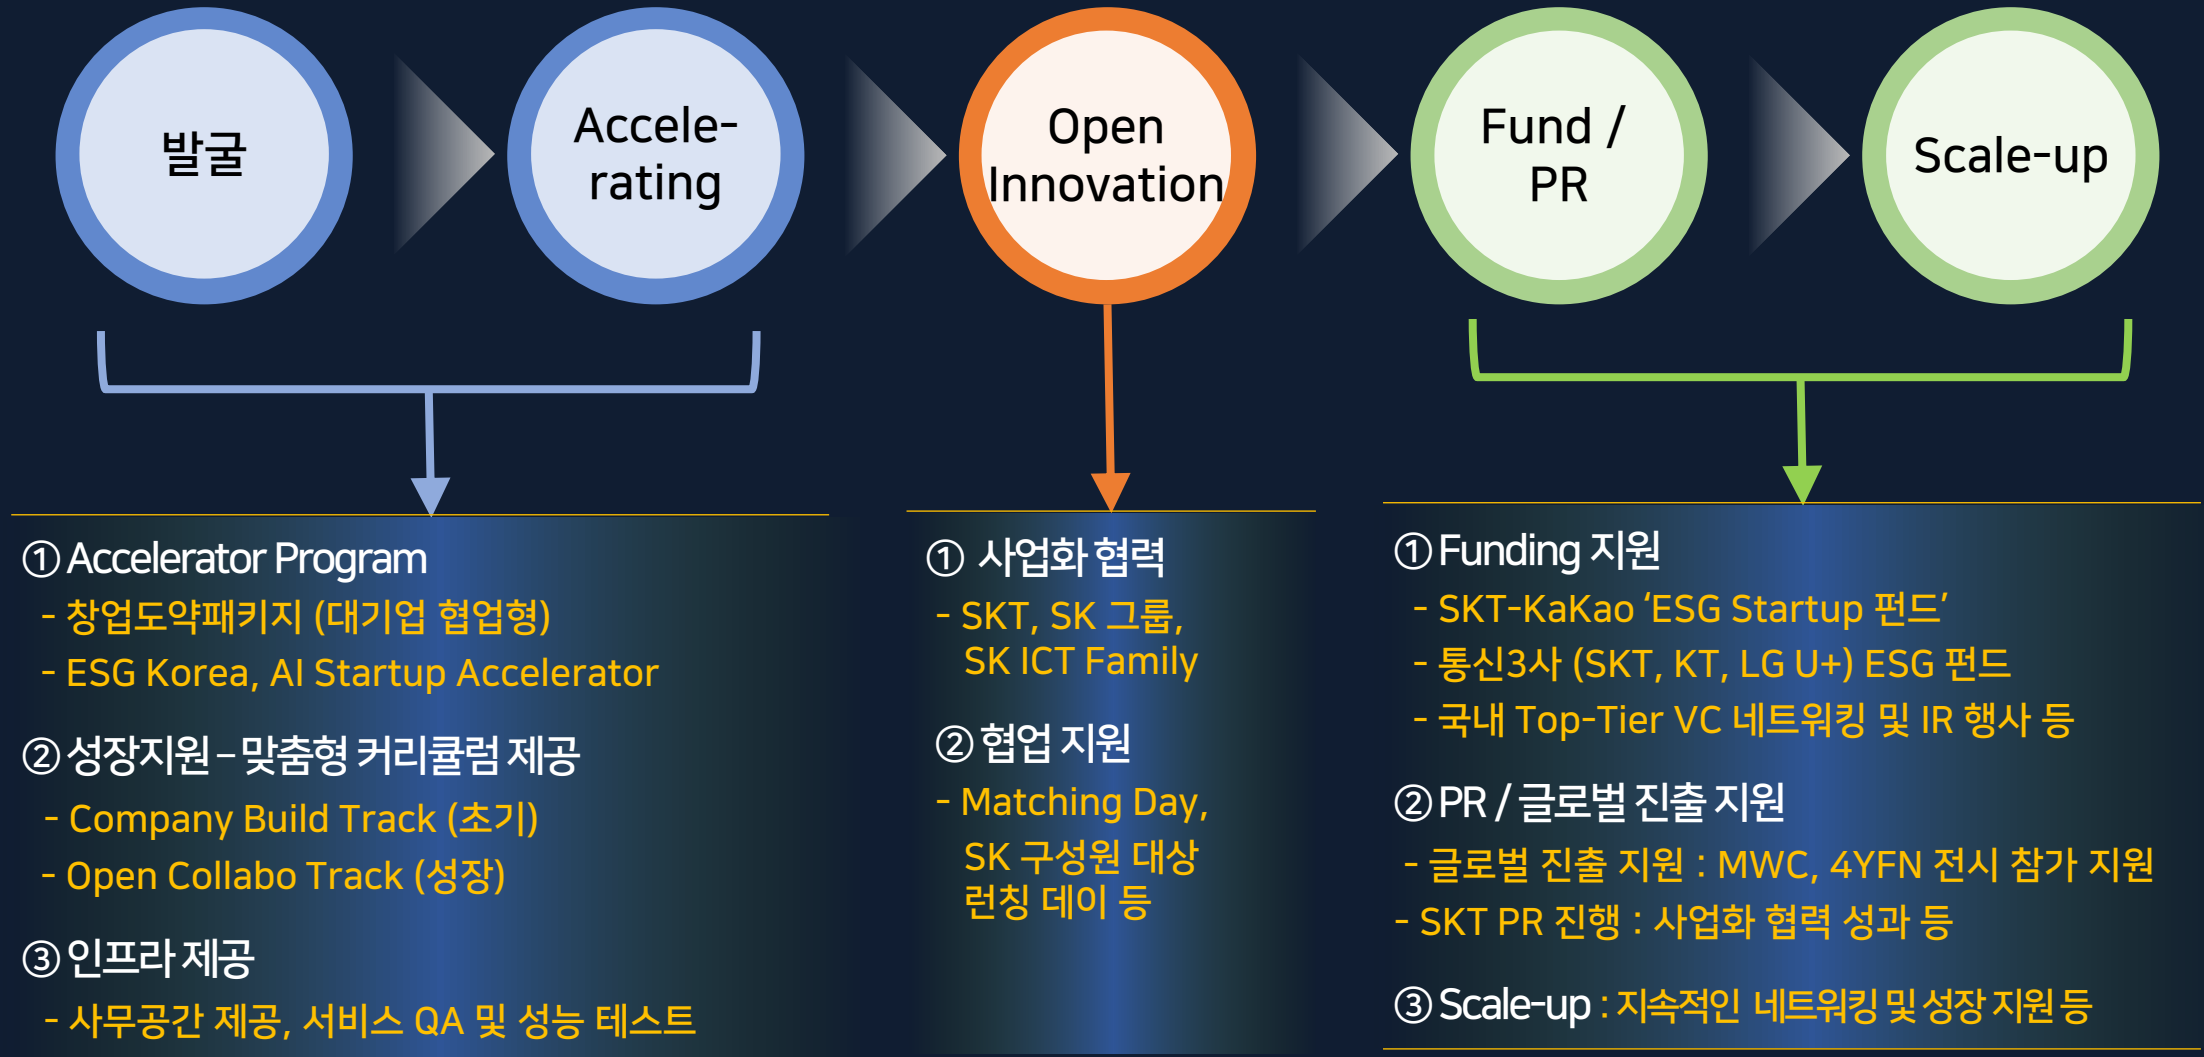 발굴
Accele-
rating
Open
Innovation
Fund /
PR
Scale-up
① Accelerator Program
- 창업도약패키지 (대기업 협업형)
- ESG Korea, AI Startup Accelerator
② 성장지원 – 맞춤형 커리큘럼 제공
- Company Build Track (초기)
- Open Collabo Track (성장)
③ 인프라 제공
- 사무공간 제공, 서비스 QA 및 성능 테스트
① 사업화 협력
- SKT, SK 그룹,
SK ICT Family
② 협업 지원
- Matching Day,
SK 구성원 대상
런칭 데이 등
① Funding 지원
- SKT-KaKao ‘ESG Startup 펀드’
- 통신3사 (SKT, KT, LG U+) ESG 펀드
- 국내 Top-Tier VC 네트워킹 및 IR 행사 등
② PR / 글로벌 진출 지원
- 글로벌 진출 지원 : MWC, 4YFN 전시 참가 지원
- SKT PR 진행 : 사업화 협력 성과 등
③ Scale-up : 지속적인 네트워킹 및 성장 지원 등